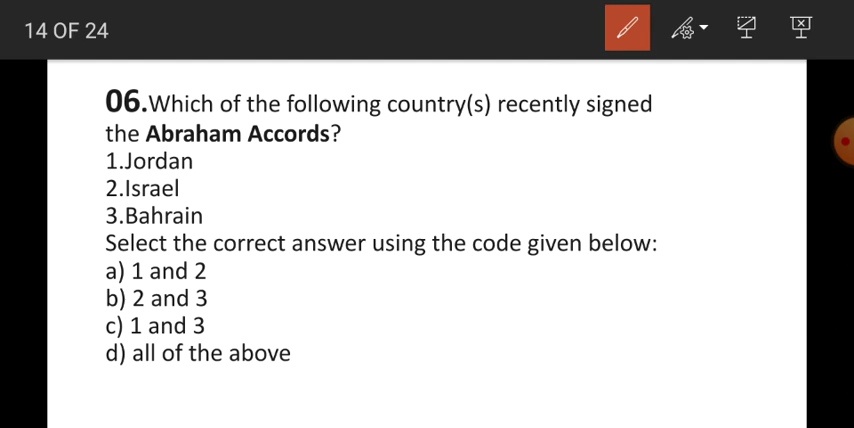 14 OF 24
06.Which of the following country(s) recently signed
the Abraham Accords?
1.Jordan
2.Israel
3.Bahrain
Select the correct answer using the code given below:
a) 1 and 2
b) 2 and 3
c) 1 and 3
d) all of the above